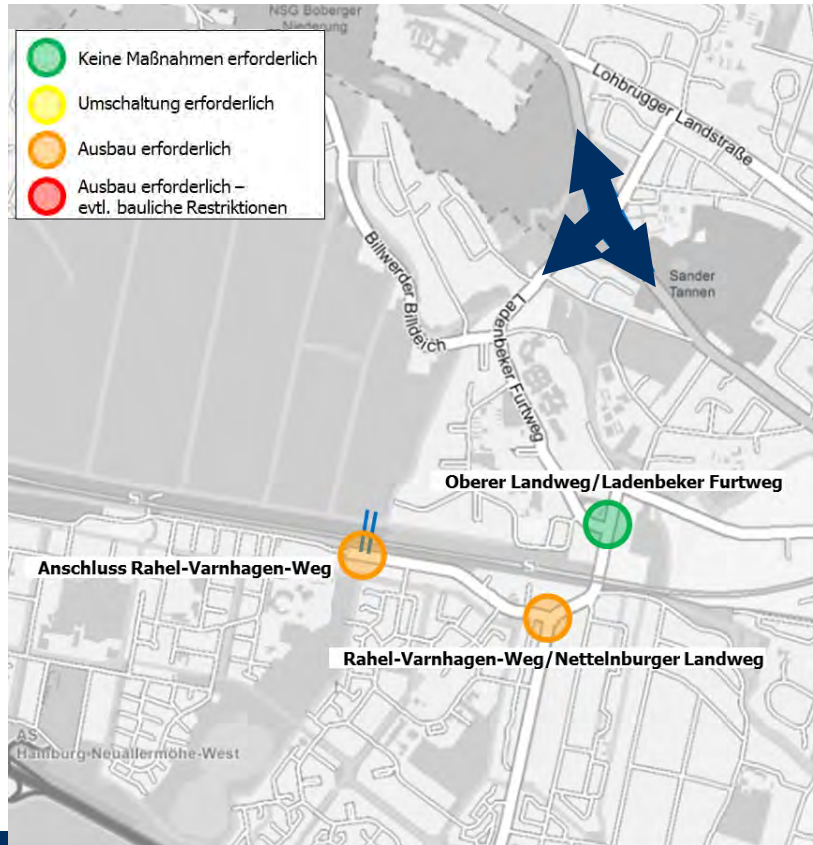 NSG Boberger
Niederung
Keine Maßnahmen erforderlich
Umschaltung erforderlich
Ausbau erforderlich
Ausbau erforderlich –
evtl. bauliche Restriktionen
Lohbrügger Landstraße
Billwerder Billdeich
Sander
Tannen
Ladenbeker Furtweg
Oberer Landweg/Ladenbeker Furtweg
S
Anschluss Rahel-Varnhagen-Weg
S
Rahel-Varnhagen-Weg/Nettelnburger Landweg
AS
Hamburg-Neuallermöhe-West